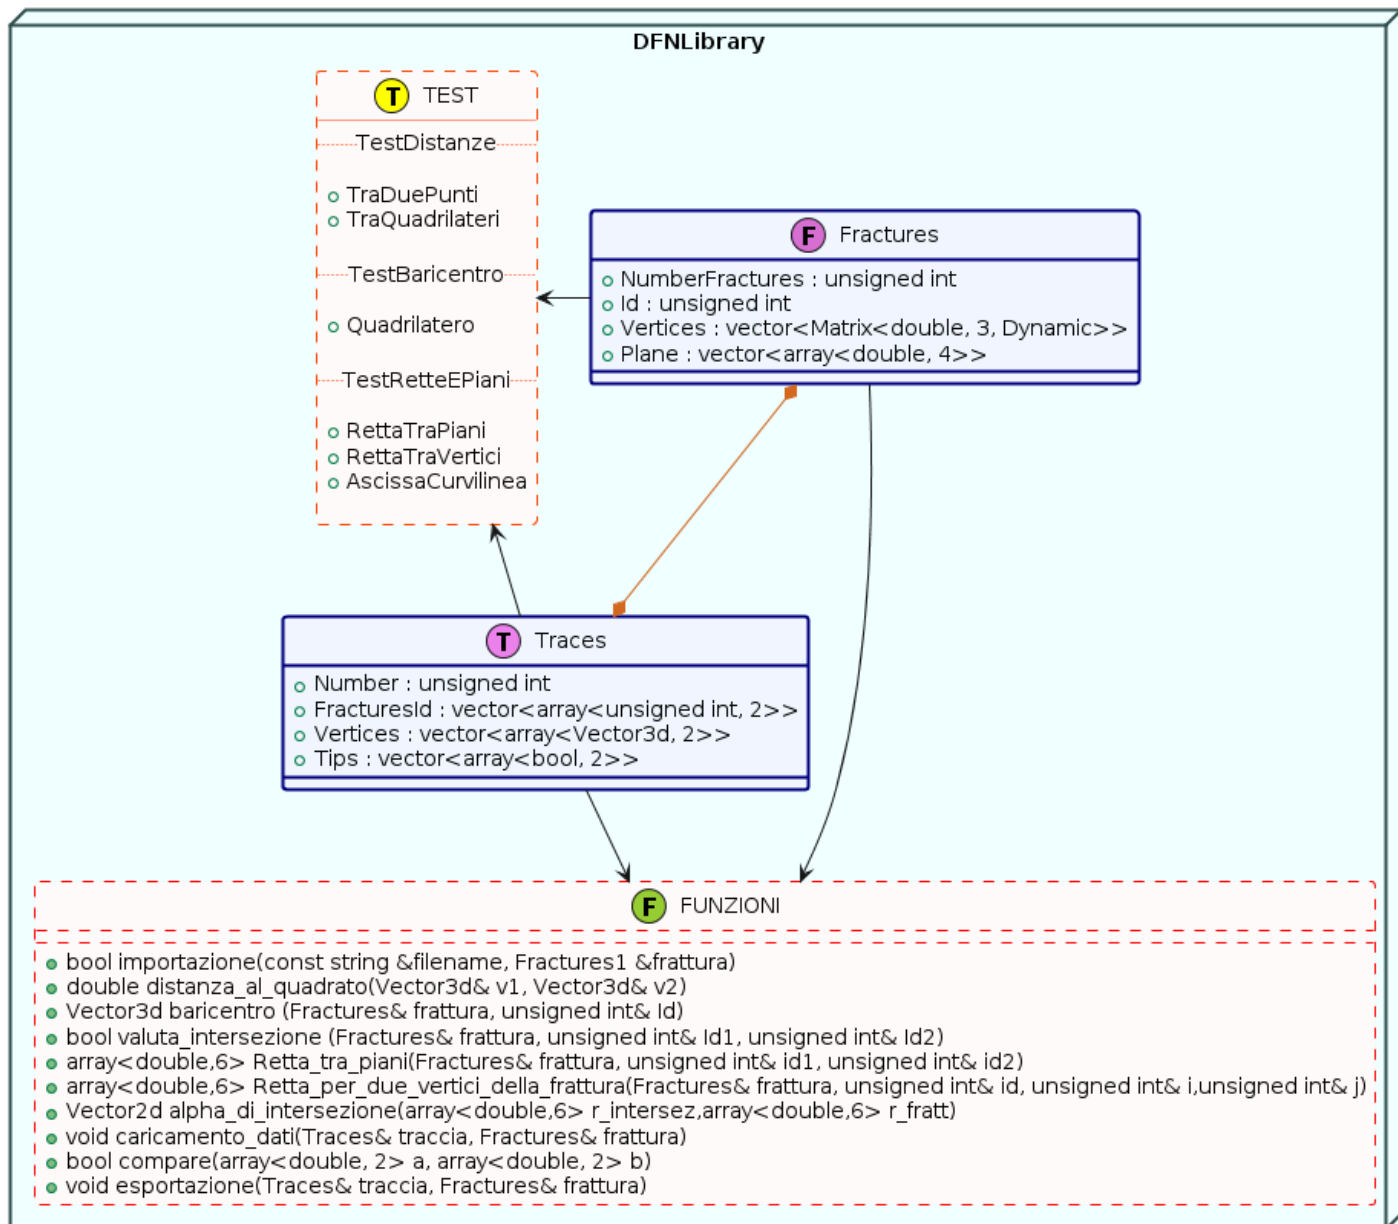 DFNLibrary
T TEST
TestDistanze
TraDuePunti
TraQuadrilateri
TestBaricentro
Quadrilatero
TestRetteEPiani
RettaTraPiani
RettaTraVertici
AscissaCurvilinea
F Fractures
NumberFractures : unsigned int
Id : unsigned int
Vertices : vector<Matrix<double, 3, Dynamic>>
Plane : vector<array<double, 4>>
T Traces
Number : unsigned int
FracturesId : vector<array<unsigned int, 2>>
Vertices : vector<array<Vector3d, 2>>
Tips : vector<array<bool, 2>>
F FUNZIONI
bool importazione(const string &filename, Fractures1 &frattura)
double distanza_al_quadrato(Vector3d& v1, Vector3d& v2)
Vector3d baricentro (Fractures& frattura, unsigned int& Id)
bool valuta_intersezione (Fractures& frattura, unsigned int& Id1, unsigned int& Id2)
array<double,6> Retta_tra_piani(Fractures& frattura, unsigned int& id1, unsigned int& id2)
array<double,6> Retta_per_due_vertici_della_frattura(Fractures& frattura, unsigned int& id, unsigned int& i,unsigned int& j)
Vector2d alpha_di_intersezione(array<double,6> r_intersez,array<double,6> r_fratt)
void caricamento_dati(Traces& traccia, Fractures& frattura)
bool compare(array<double, 2> a, array<double, 2> b)
void esportazione(Traces& traccia, Fractures& frattura)